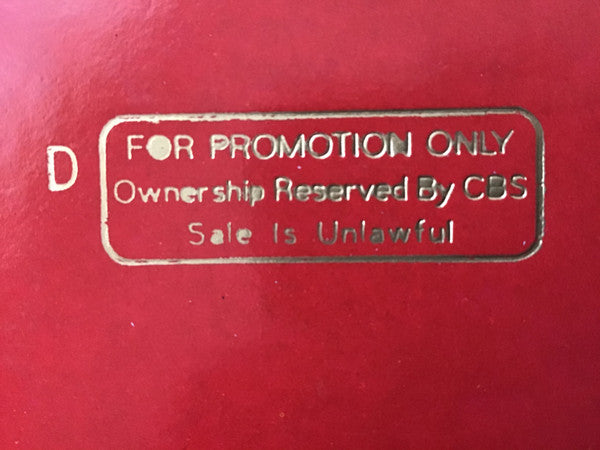 D
FOR PROMOTION ONLY
Ownership Reserved By CBS
Sale Is Unlawful